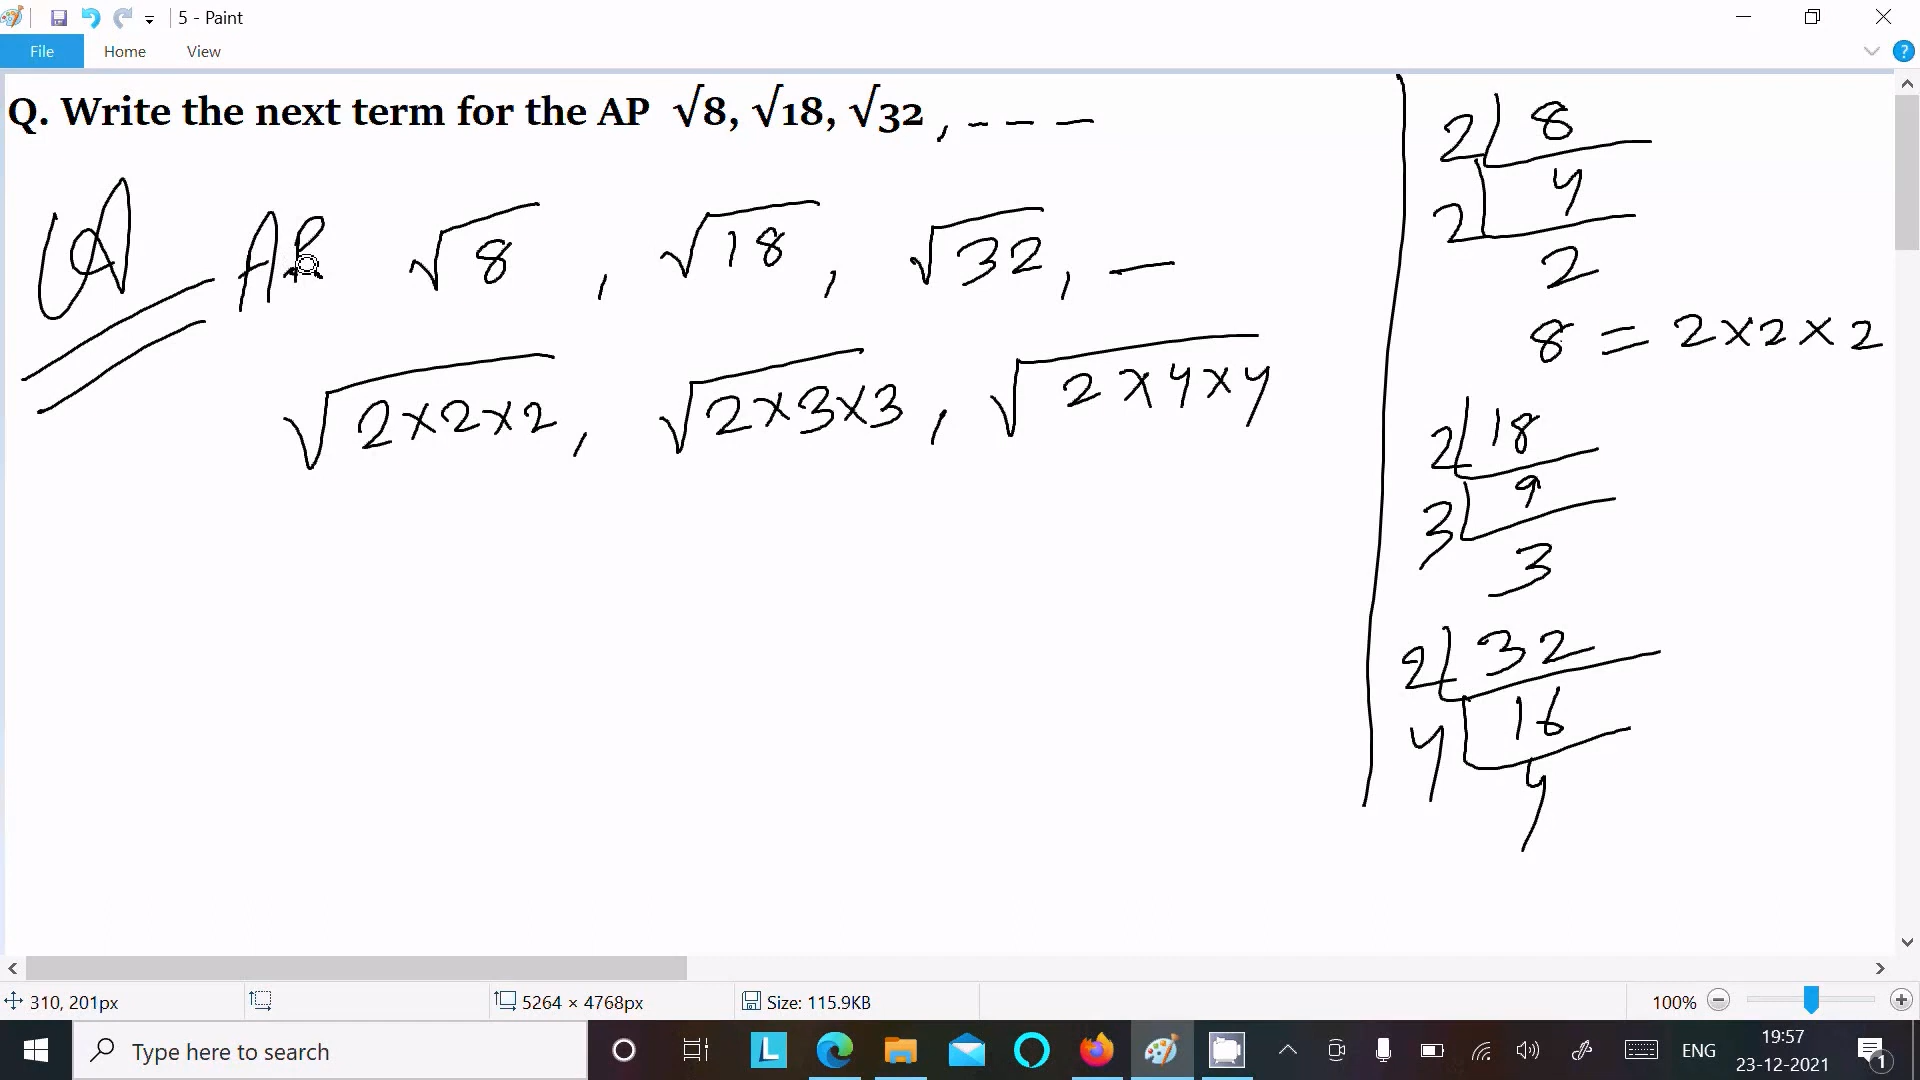 5 - Paint
File Home View
Q. Write the next term for the AP √8, √18, √32 , _ _ _
AP √8 , √18 , √32 , _
√2×2×2 , √2×3×3 , √2×4×4
2 8
2 4
2
8 = 2×2×2
2 18
3 9
3
2 32
4 16
4
310, 201px 5264 × 4768px Size: 115.9KB 100%
Type here to search
L
ENG
19:57
23-12-2021
1